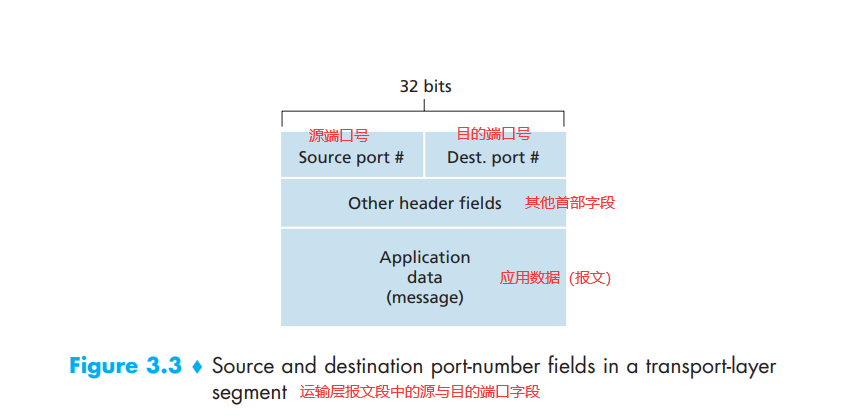 32 bits
源端口号
目的端口号
Source port #
Dest. port #
Other header fields 其他首部字段
Application
data
(message)
应用数据（报文）
Figure 3.3 ♦ Source and destination port-number fields in a transport-layer
segment 运输层报文段中的源与目的端口字段